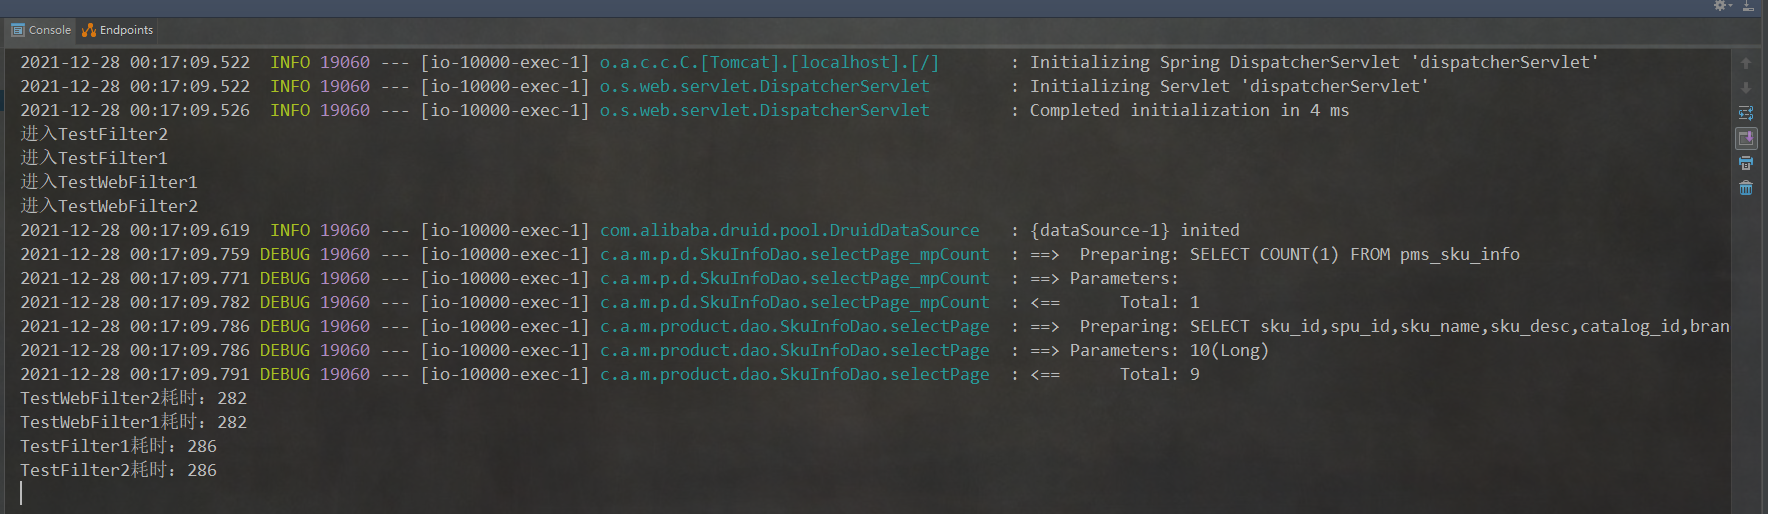 Console Endpoints
2021-12-28 00:17:09.522  INFO 19060 --- [io-10000-exec-1] o.a.c.c.C.[Tomcat].[localhost].[/]       : Initializing Spring DispatcherServlet 'dispatcherServlet'
2021-12-28 00:17:09.522  INFO 19060 --- [io-10000-exec-1] o.s.web.servlet.DispatcherServlet        : Initializing Servlet 'dispatcherServlet'
2021-12-28 00:17:09.526  INFO 19060 --- [io-10000-exec-1] o.s.web.servlet.DispatcherServlet        : Completed initialization in 4 ms
进入TestFilter2
进入TestFilter1
进入TestWebFilter1
进入TestWebFilter2
2021-12-28 00:17:09.619  INFO 19060 --- [io-10000-exec-1] com.alibaba.druid.pool.DruidDataSource   : {dataSource-1} inited
2021-12-28 00:17:09.759 DEBUG 19060 --- [io-10000-exec-1] c.a.m.p.d.SkuInfoDao.selectPage_mpCount  : ==>  Preparing: SELECT COUNT(1) FROM pms_sku_info
2021-12-28 00:17:09.771 DEBUG 19060 --- [io-10000-exec-1] c.a.m.p.d.SkuInfoDao.selectPage_mpCount  : ==> Parameters:
2021-12-28 00:17:09.782 DEBUG 19060 --- [io-10000-exec-1] c.a.m.p.d.SkuInfoDao.selectPage_mpCount  : <==      Total: 1
2021-12-28 00:17:09.786 DEBUG 19060 --- [io-10000-exec-1] c.a.m.product.dao.SkuInfoDao.selectPage  : ==>  Preparing: SELECT sku_id,spu_id,sku_name,sku_desc,catalog_id,bran
2021-12-28 00:17:09.786 DEBUG 19060 --- [io-10000-exec-1] c.a.m.product.dao.SkuInfoDao.selectPage  : ==> Parameters: 10(Long)
2021-12-28 00:17:09.791 DEBUG 19060 --- [io-10000-exec-1] c.a.m.product.dao.SkuInfoDao.selectPage  : <==      Total: 9
TestWebFilter2耗时：282
TestWebFilter1耗时：282
TestFilter1耗时：286
TestFilter2耗时：286